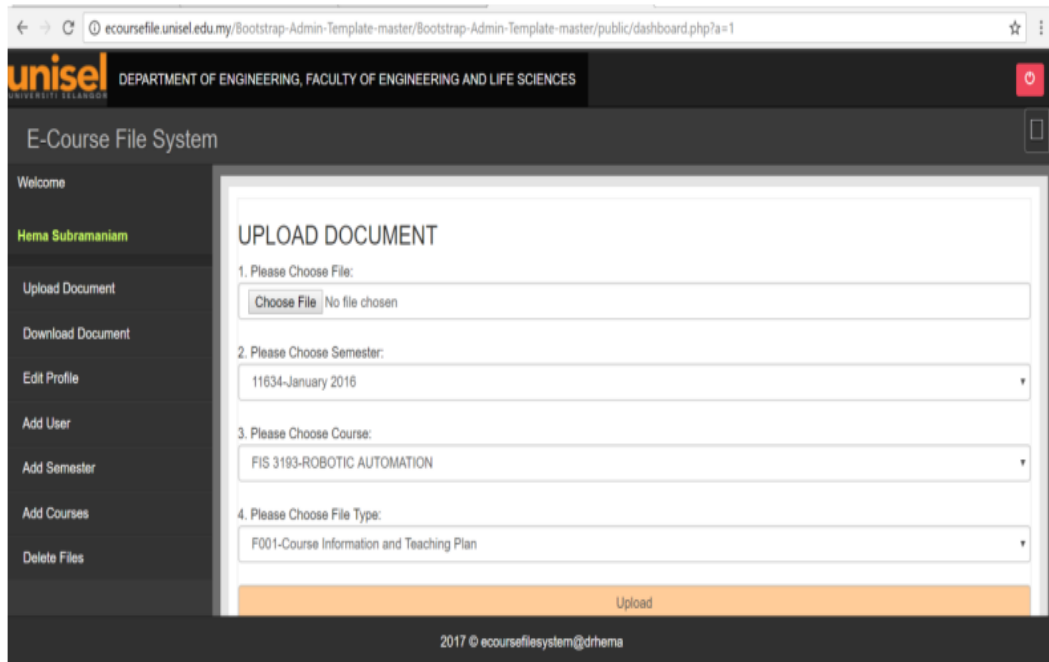 ecoursefile.unisel.edu.my/Bootstrap-Admin-Template-master/Bootstrap-Admin-Template-master/public/dashboard.php?a=1
unisel
UNIVERSITI SELANGOR
DEPARTMENT OF ENGINEERING, FACULTY OF ENGINEERING AND LIFE SCIENCES
E-Course File System
Welcome
Hema Subramaniam
Upload Document
Download Document
Edit Profile
Add User
Add Semester
Add Courses
Delete Files
UPLOAD DOCUMENT
1. Please Choose File:
Choose File No file chosen
2. Please Choose Semester:
11634-January 2016
3. Please Choose Course:
FIS 3193-ROBOTIC AUTOMATION
4. Please Choose File Type:
F001-Course Information and Teaching Plan
Upload
2017 © ecoursefilesystem@drhema